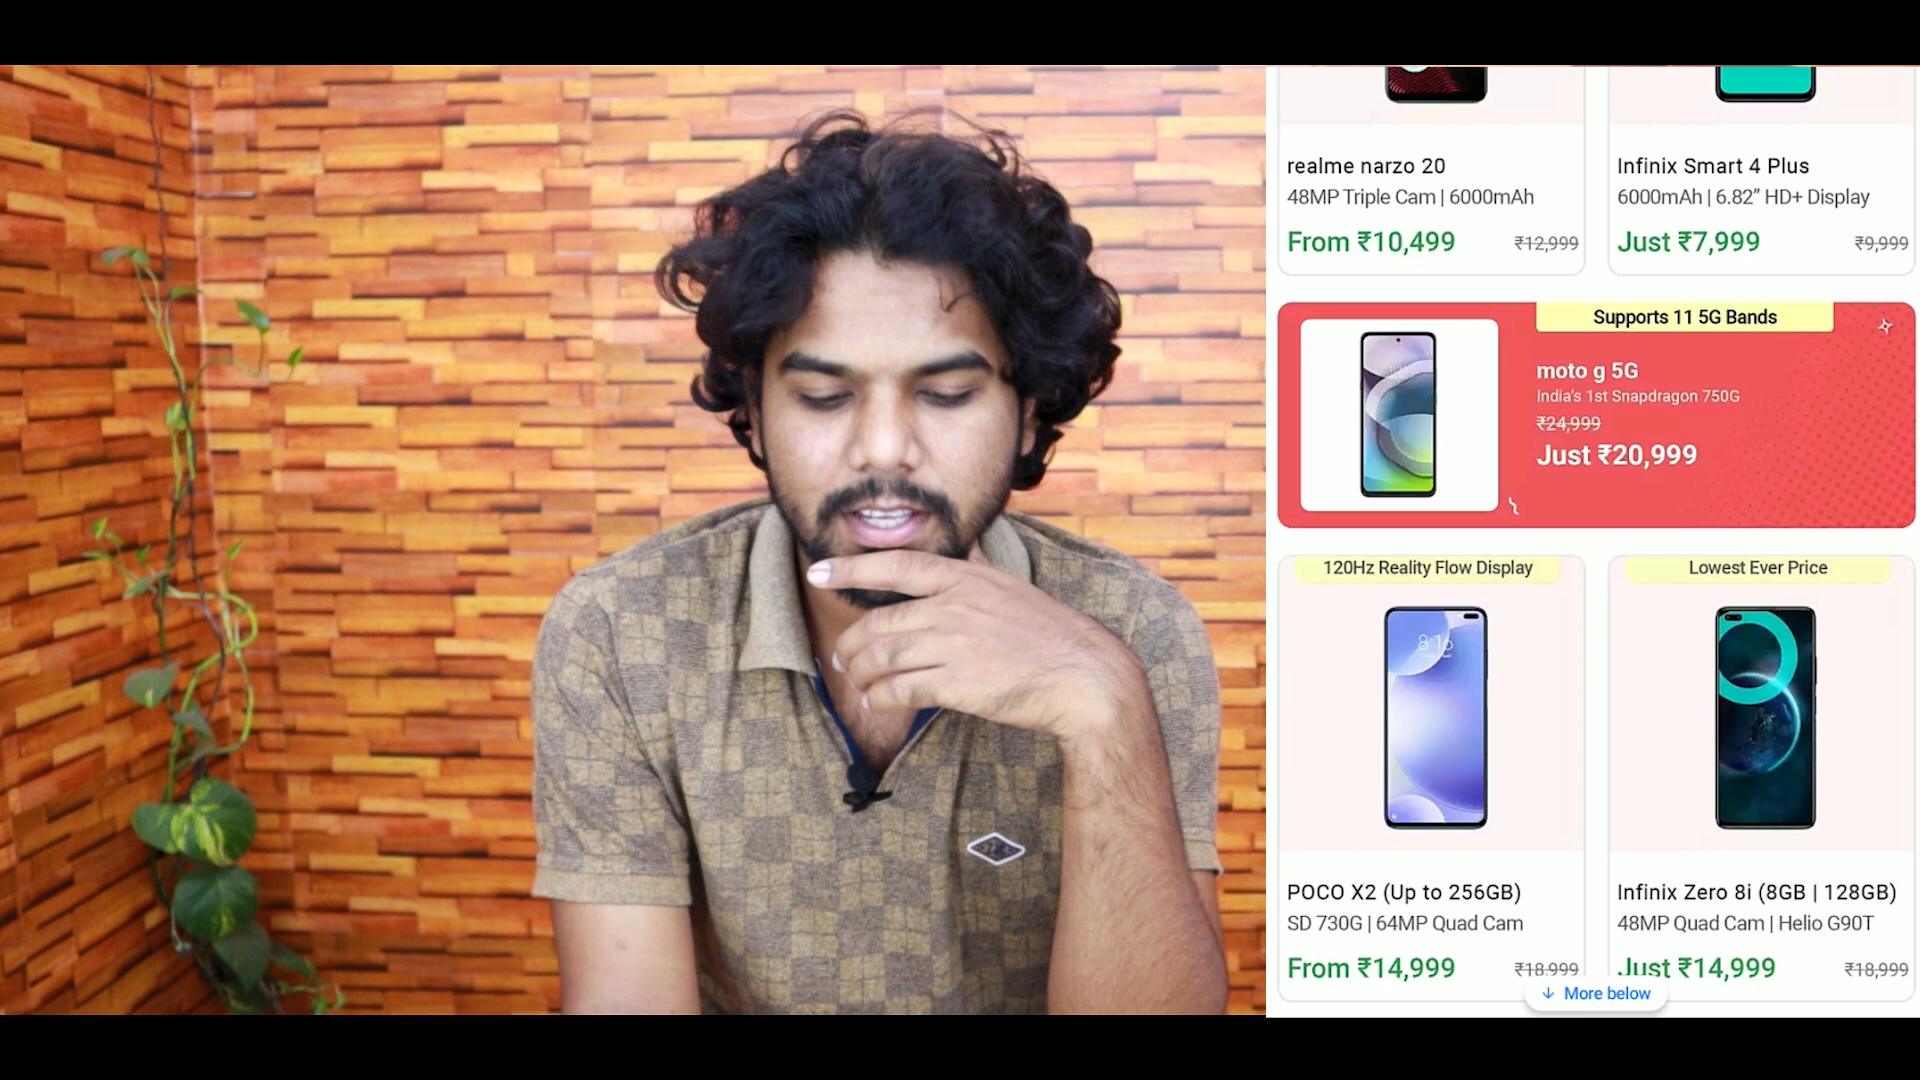 realme narzo 20
48MP Triple Cam | 6000mAh
From ₹10,499 ₹12,999
Infinix Smart 4 Plus
6000mAh | 6.82” HD+ Display
Just ₹7,999 ₹9,999
Supports 11 5G Bands
moto g 5G
India's 1st Snapdragon 750G
₹24,999
Just ₹20,999
120Hz Reality Flow Display
8:16
POCO X2 (Up to 256GB)
SD 730G | 64MP Quad Cam
From ₹14,999 ₹18,999
Lowest Ever Price
Infinix Zero 8i (8GB | 128GB)
48MP Quad Cam | Helio G90T
Just ₹14,999 ₹18,999
↓ More below